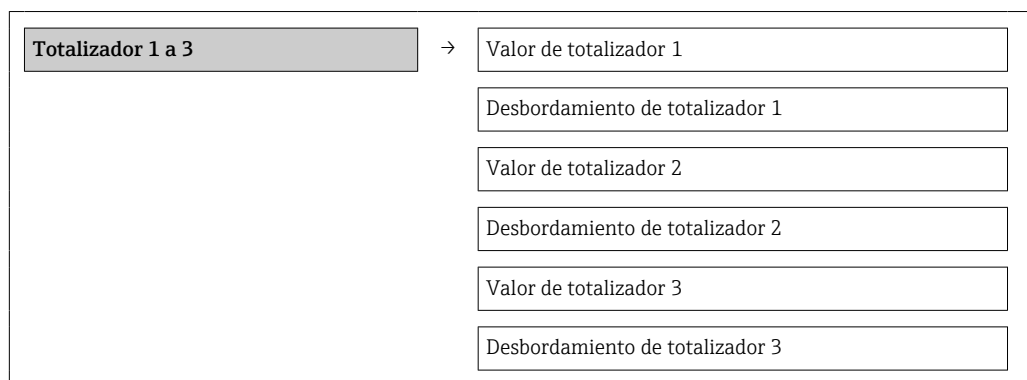 Totalizador 1 a 3 → Valor de totalizador 1
Desbordamiento de totalizador 1
Valor de totalizador 2
Desbordamiento de totalizador 2
Valor de totalizador 3
Desbordamiento de totalizador 3